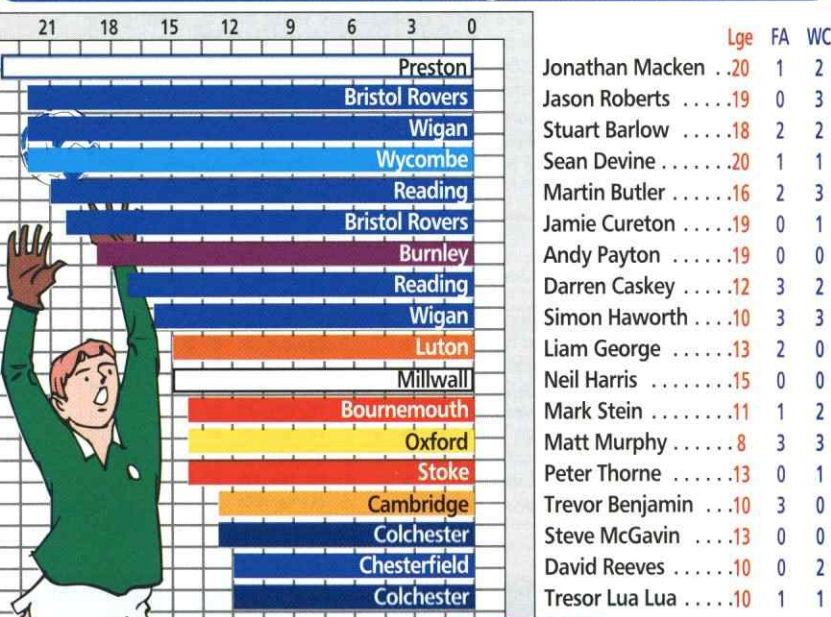 21 18 15 12 9 6 3 0
Lge FA WC
Preston Jonathan Macken ..20 1 2
Bristol Rovers Jason Roberts .....19 0 3
Wigan Stuart Barlow .....18 2 2
Wycombe Sean Devine .......20 1 1
Reading Martin Butler ......16 2 3
Bristol Rovers Jamie Cureton ....19 0 1
Burnley Andy Payton ......19 0 0
Reading Darren Caskey .....12 3 2
Wigan Simon Haworth ....10 3 3
Luton Liam George ......13 2 0
Millwall Neil Harris ........15 0 0
Bournemouth Mark Stein ........11 1 2
Oxford Matt Murphy ......8 3 3
Stoke Peter Thorne ......13 0 1
Cambridge Trevor Benjamin ...10 3 0
Colchester Steve McGavin ....13 0 0
Chesterfield David Reeves ......10 0 2
Colchester Tresor Lua Lua .....10 1 1